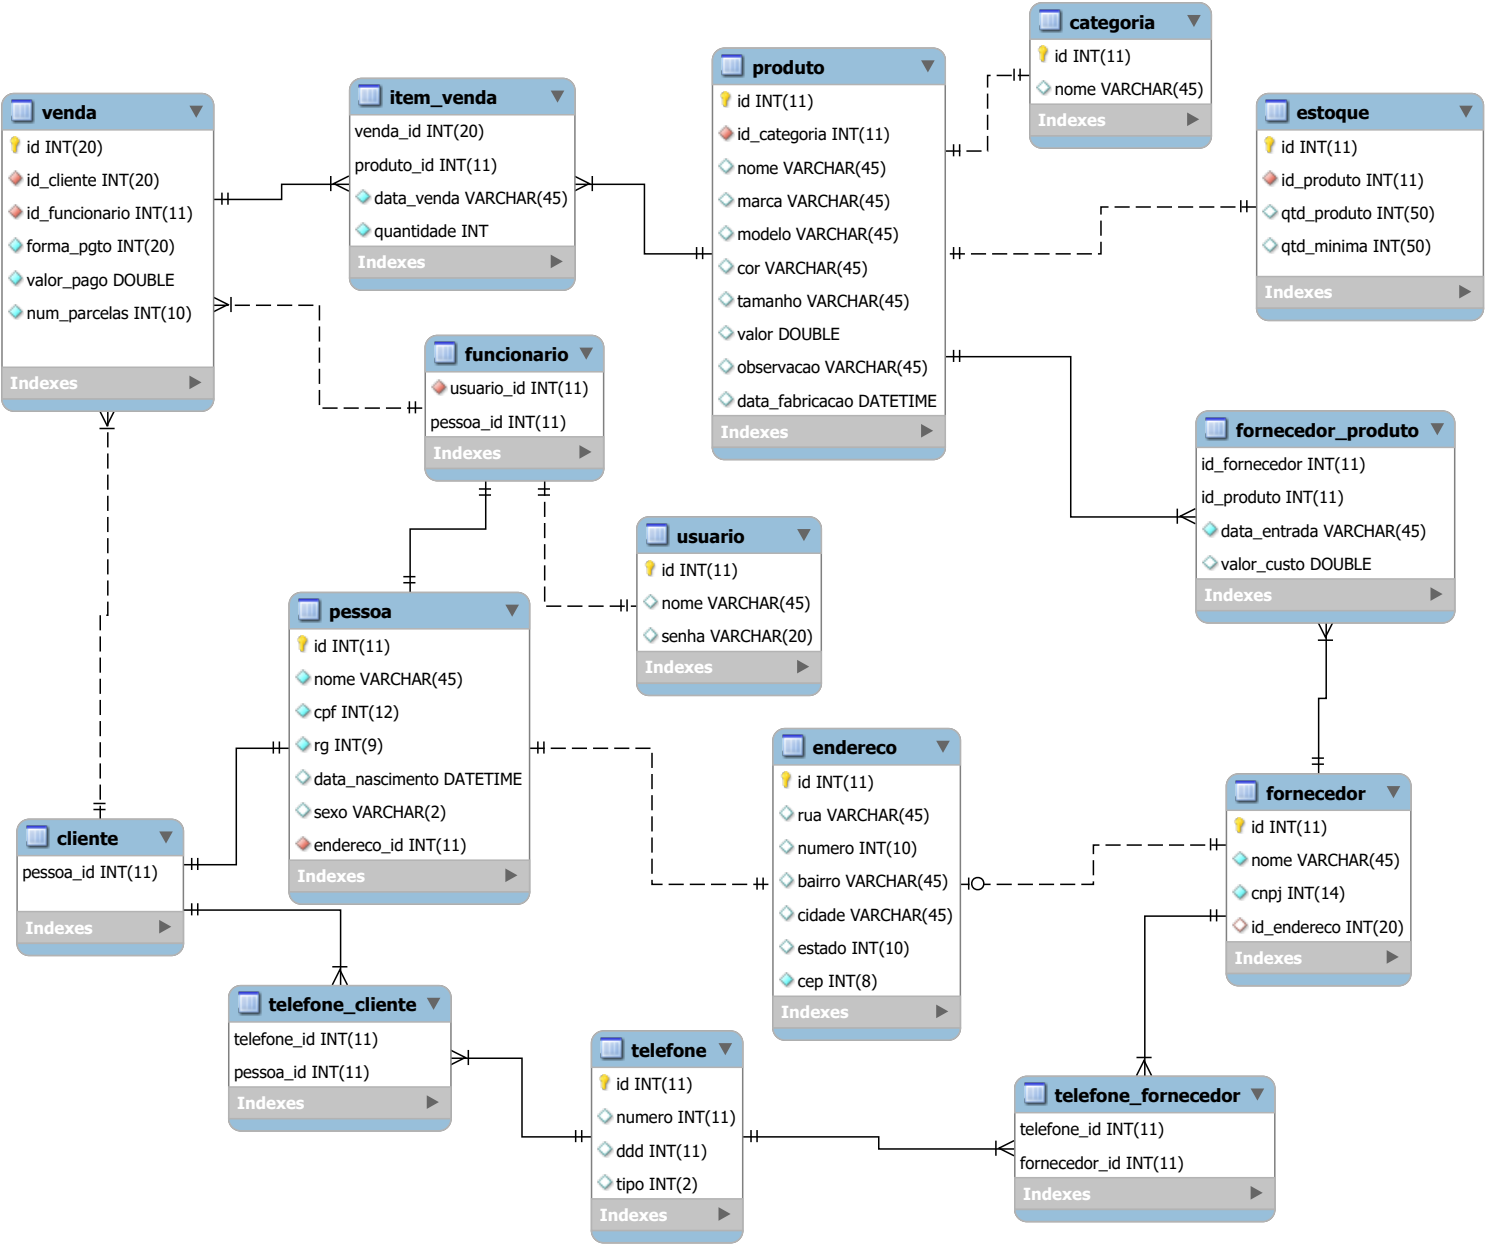 categoria
id INT(11)
nome VARCHAR(45)
Indexes
produto
id INT(11)
id_categoria INT(11)
nome VARCHAR(45)
marca VARCHAR(45)
modelo VARCHAR(45)
cor VARCHAR(45)
tamanho VARCHAR(45)
valor DOUBLE
observacao VARCHAR(45)
data_fabricacao DATETIME
Indexes
item_venda
venda_id INT(20)
produto_id INT(11)
data_venda VARCHAR(45)
quantidade INT
Indexes
venda
id INT(20)
id_cliente INT(20)
id_funcionario INT(11)
forma_pgto INT(20)
valor_pago DOUBLE
num_parcelas INT(10)
Indexes
estoque
id INT(11)
id_produto INT(11)
qtd_produto INT(50)
qtd_minima INT(50)
Indexes
funcionario
usuario_id INT(11)
pessoa_id INT(11)
Indexes
fornecedor_produto
id_fornecedor INT(11)
id_produto INT(11)
data_entrada VARCHAR(45)
valor_custo DOUBLE
Indexes
usuario
id INT(11)
nome VARCHAR(45)
senha VARCHAR(20)
Indexes
pessoa
id INT(11)
nome VARCHAR(45)
cpf INT(12)
rg INT(9)
data_nascimento DATETIME
sexo VARCHAR(2)
endereco_id INT(11)
Indexes
endereco
id INT(11)
rua VARCHAR(45)
numero INT(10)
bairro VARCHAR(45)
cidade VARCHAR(45)
estado INT(10)
cep INT(8)
Indexes
fornecedor
id INT(11)
nome VARCHAR(45)
cnpj INT(14)
id_endereco INT(20)
Indexes
cliente
pessoa_id INT(11)
Indexes
telefone_cliente
telefone_id INT(11)
pessoa_id INT(11)
Indexes
telefone
id INT(11)
numero INT(11)
ddd INT(11)
tipo INT(2)
Indexes
telefone_fornecedor
telefone_id INT(11)
fornecedor_id INT(11)
Indexes